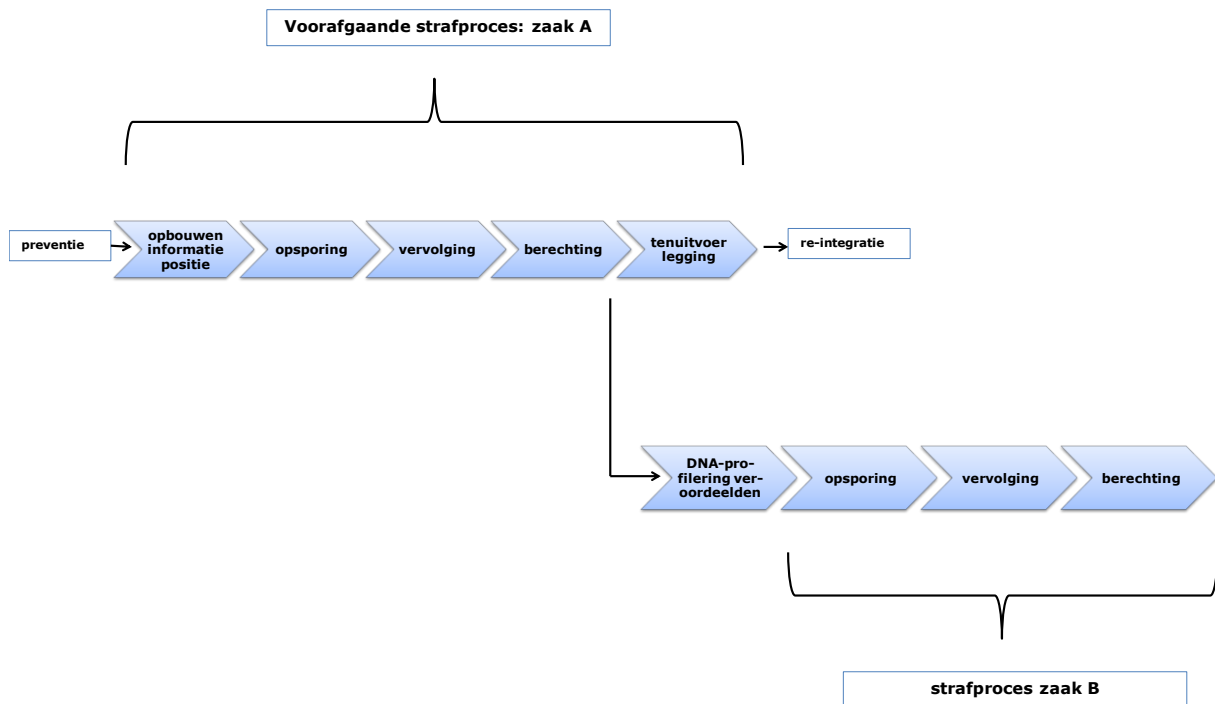 Voorafgaande strafproces: zaak A
preventie
opbouwen
informatie
positie
opsporing
vervolging
berechting
tenuitvoer
legging
re-integratie
DNA-pro-
filering ver-
oordeelden
opsporing
vervolging
berechting
strafproces zaak B